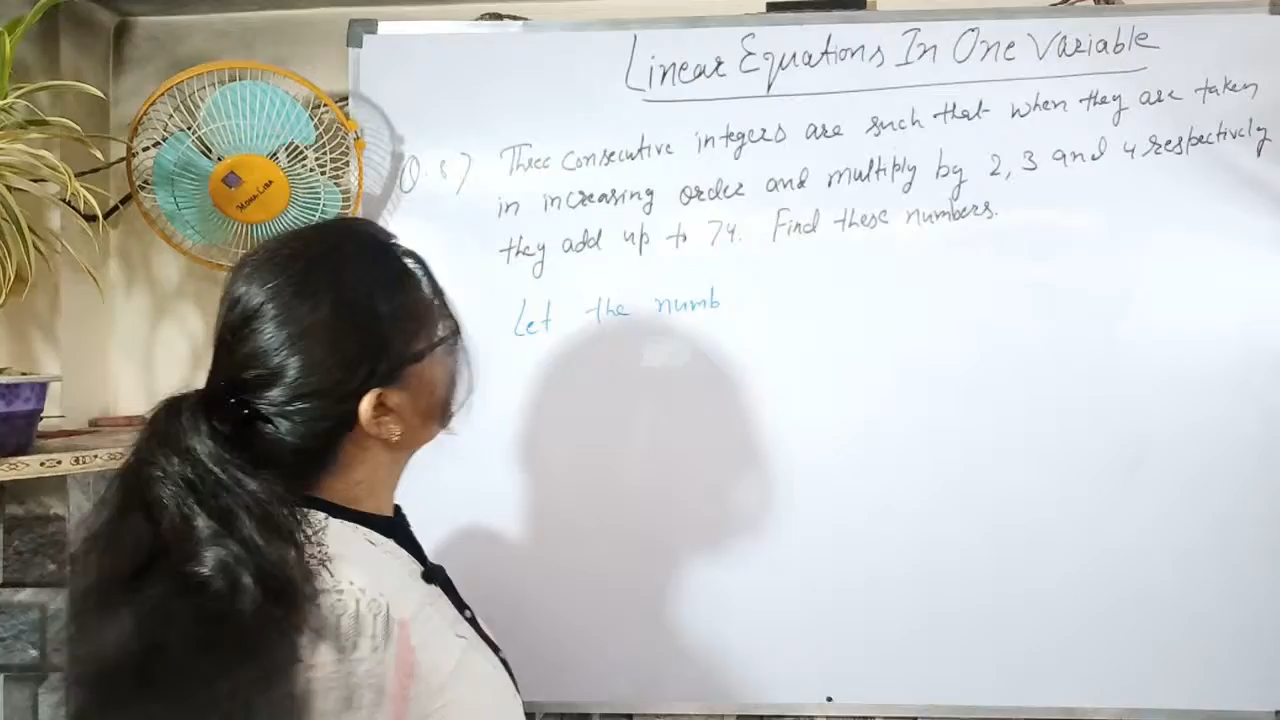 Linear Equations In One Variable
Q.8) Three consecutive integers are such that when they are taken
in increasing order and multiply by 2, 3 and 4 respectively
they add up to 74. Find these numbers.
Let the numb